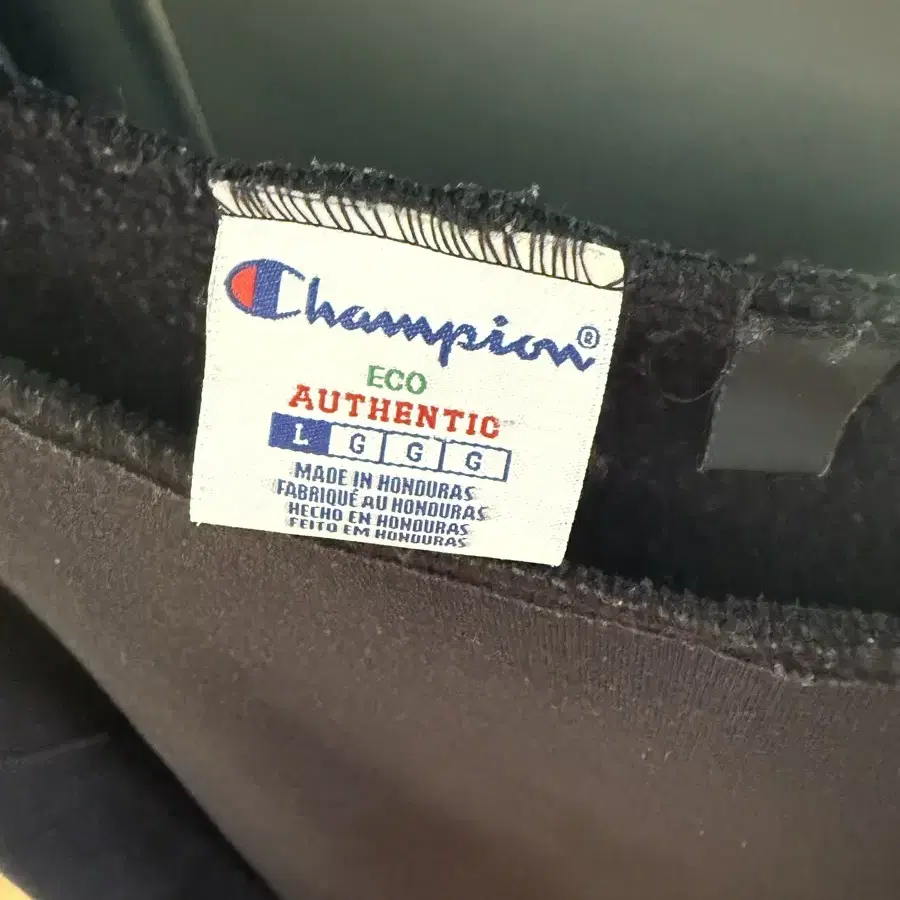 Champion®
ECO
AUTHENTIC
L G G G
MADE IN HONDURAS
FABRIQUÉ AU HONDURAS
HECHO EN HONDURAS
FEITO EM HONDURAS